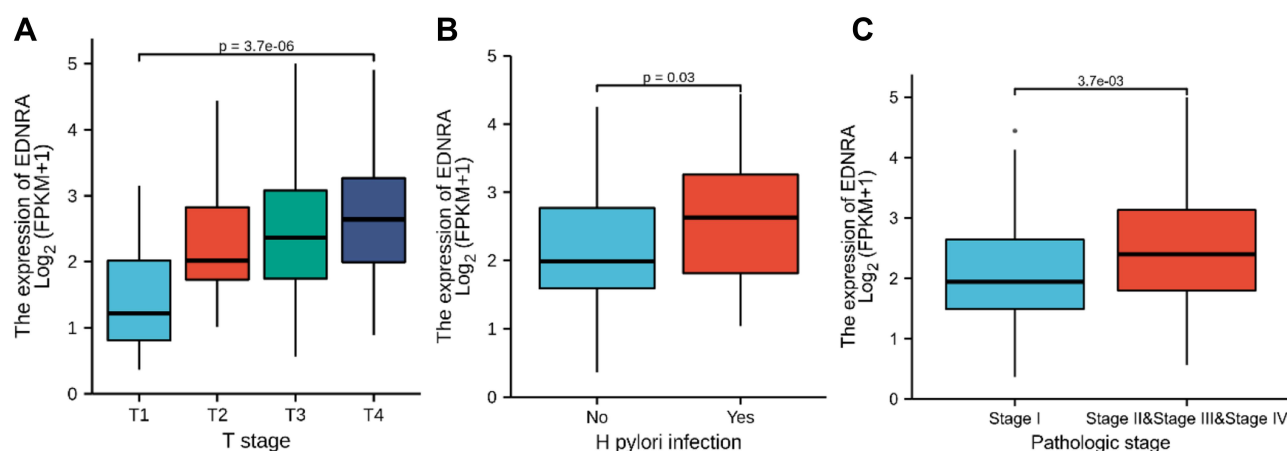 A
The expression of EDNRA
Log2 (FPKM+1)
p = 3.7e-06
5
4
3
2
1
0
T1 T2 T3 T4
T stage
B
The expression of EDNRA
Log2 (FPKM+1)
p = 0.03
5
4
3
2
1
0
No Yes
H pylori infection
C
The expression of EDNRA
Log2 (FPKM+1)
3.7e-03
5
4
3
2
1
0
Stage I Stage II&Stage III&Stage IV
Pathologic stage